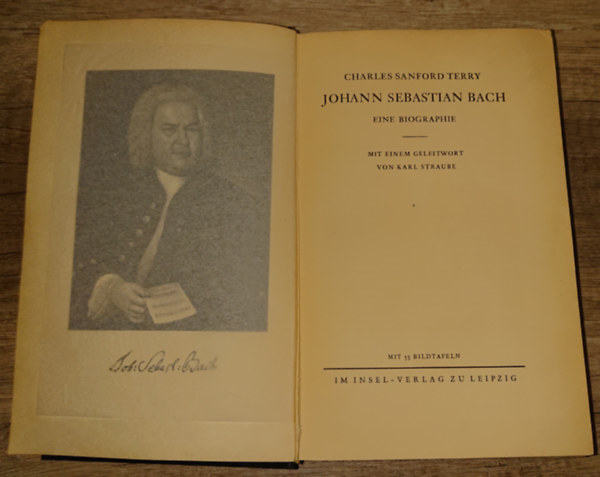 Joh: Sebast: Bach
CHARLES SANFORD TERRY
JOHANN SEBASTIAN BACH
EINE BIOGRAPHIE
MIT EINEM GELEITWORT
VON KARL STRAUBE
MIT 55 BILDTAFELN
IM INSEL-VERLAG ZU LEIPZIG